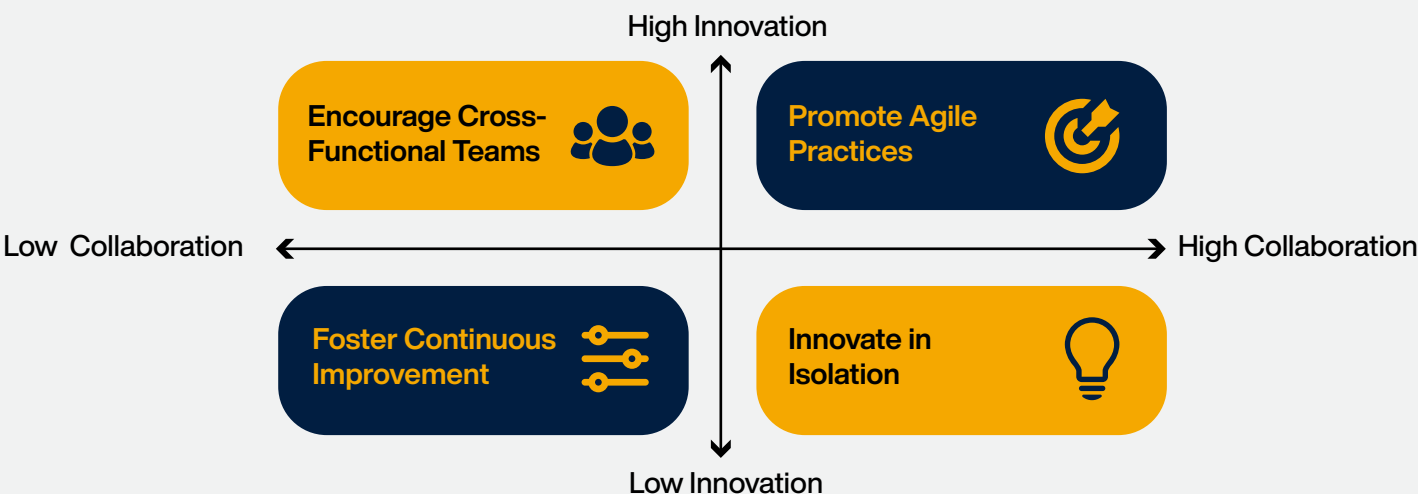 High Innovation
Encourage Cross-
Functional Teams
Promote Agile
Practices
Low Collaboration
High Collaboration
Foster Continuous
Improvement
Innovate in
Isolation
Low Innovation